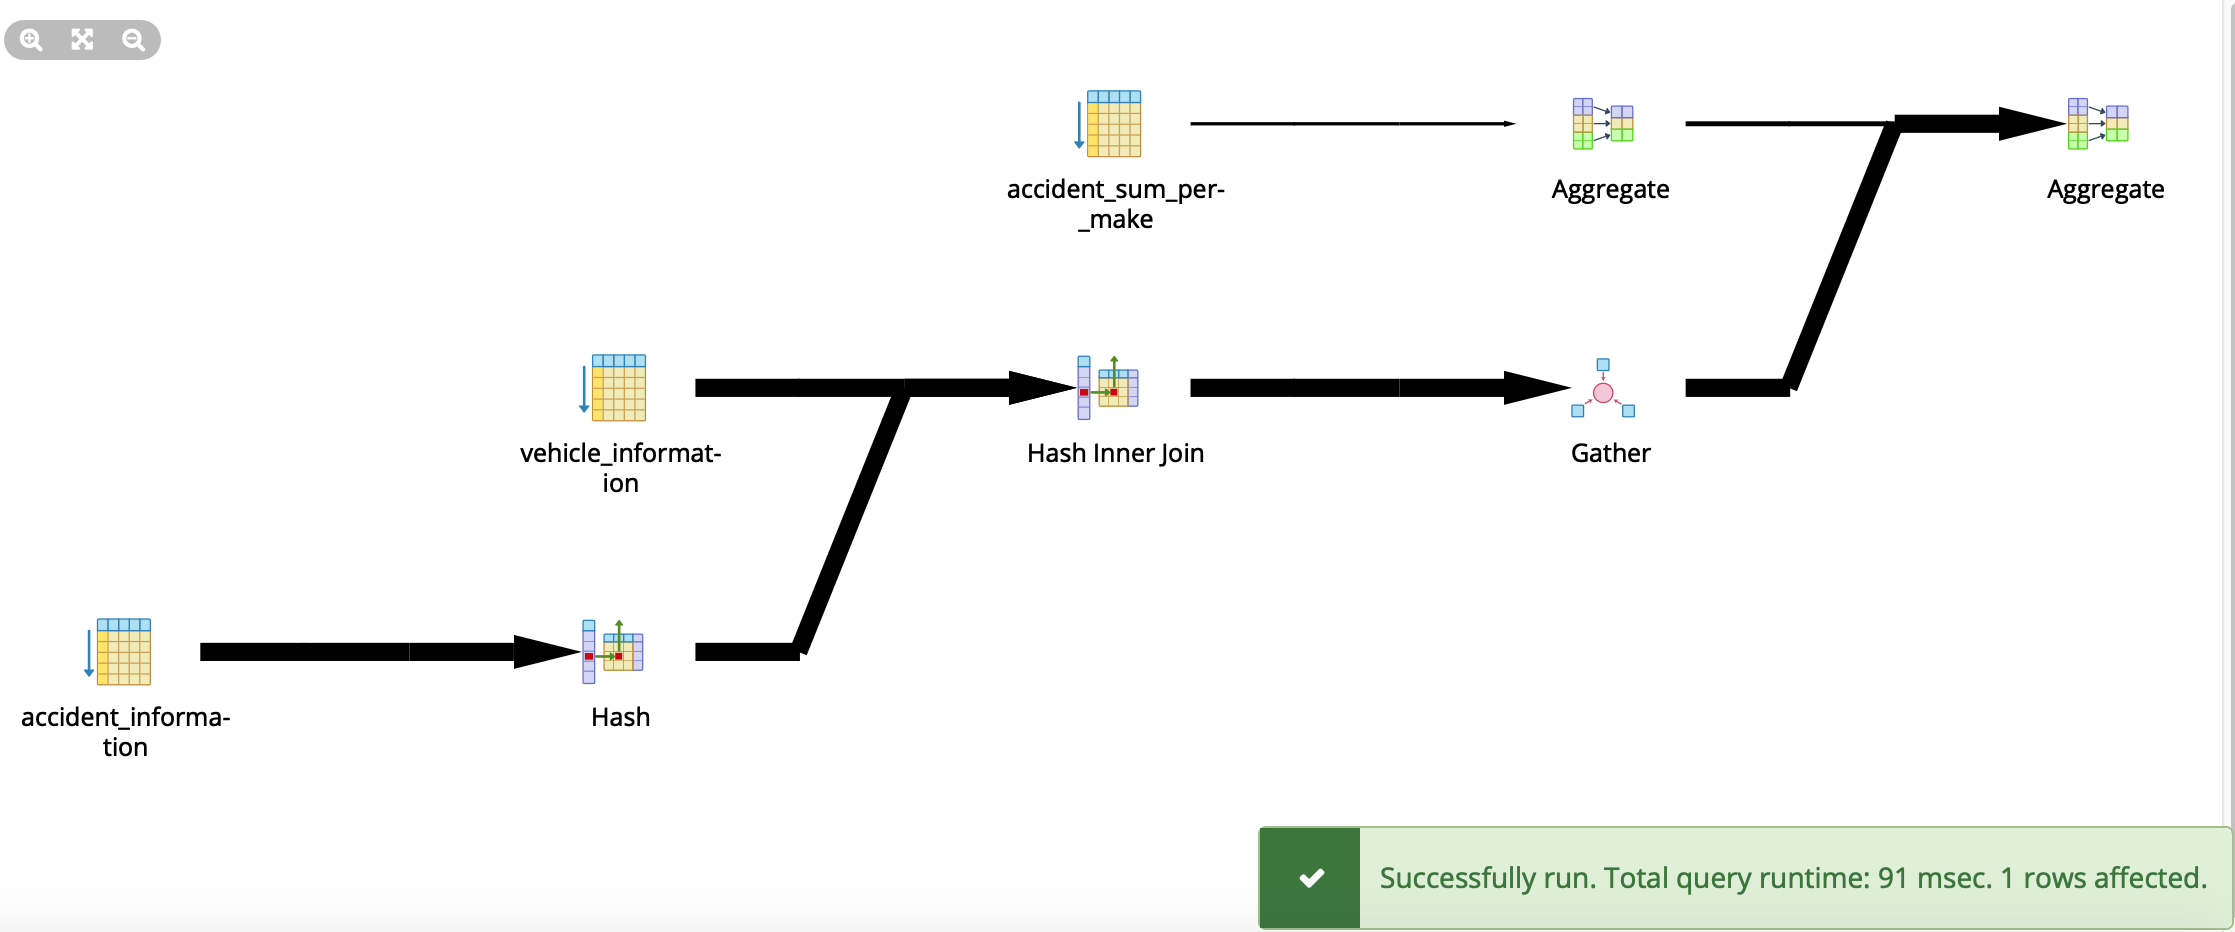 accident_sum_per-
_make
Aggregate
Aggregate
vehicle_informat-
ion
Hash Inner Join
Gather
accident_informa-
tion
Hash
Successfully run. Total query runtime: 91 msec. 1 rows affected.